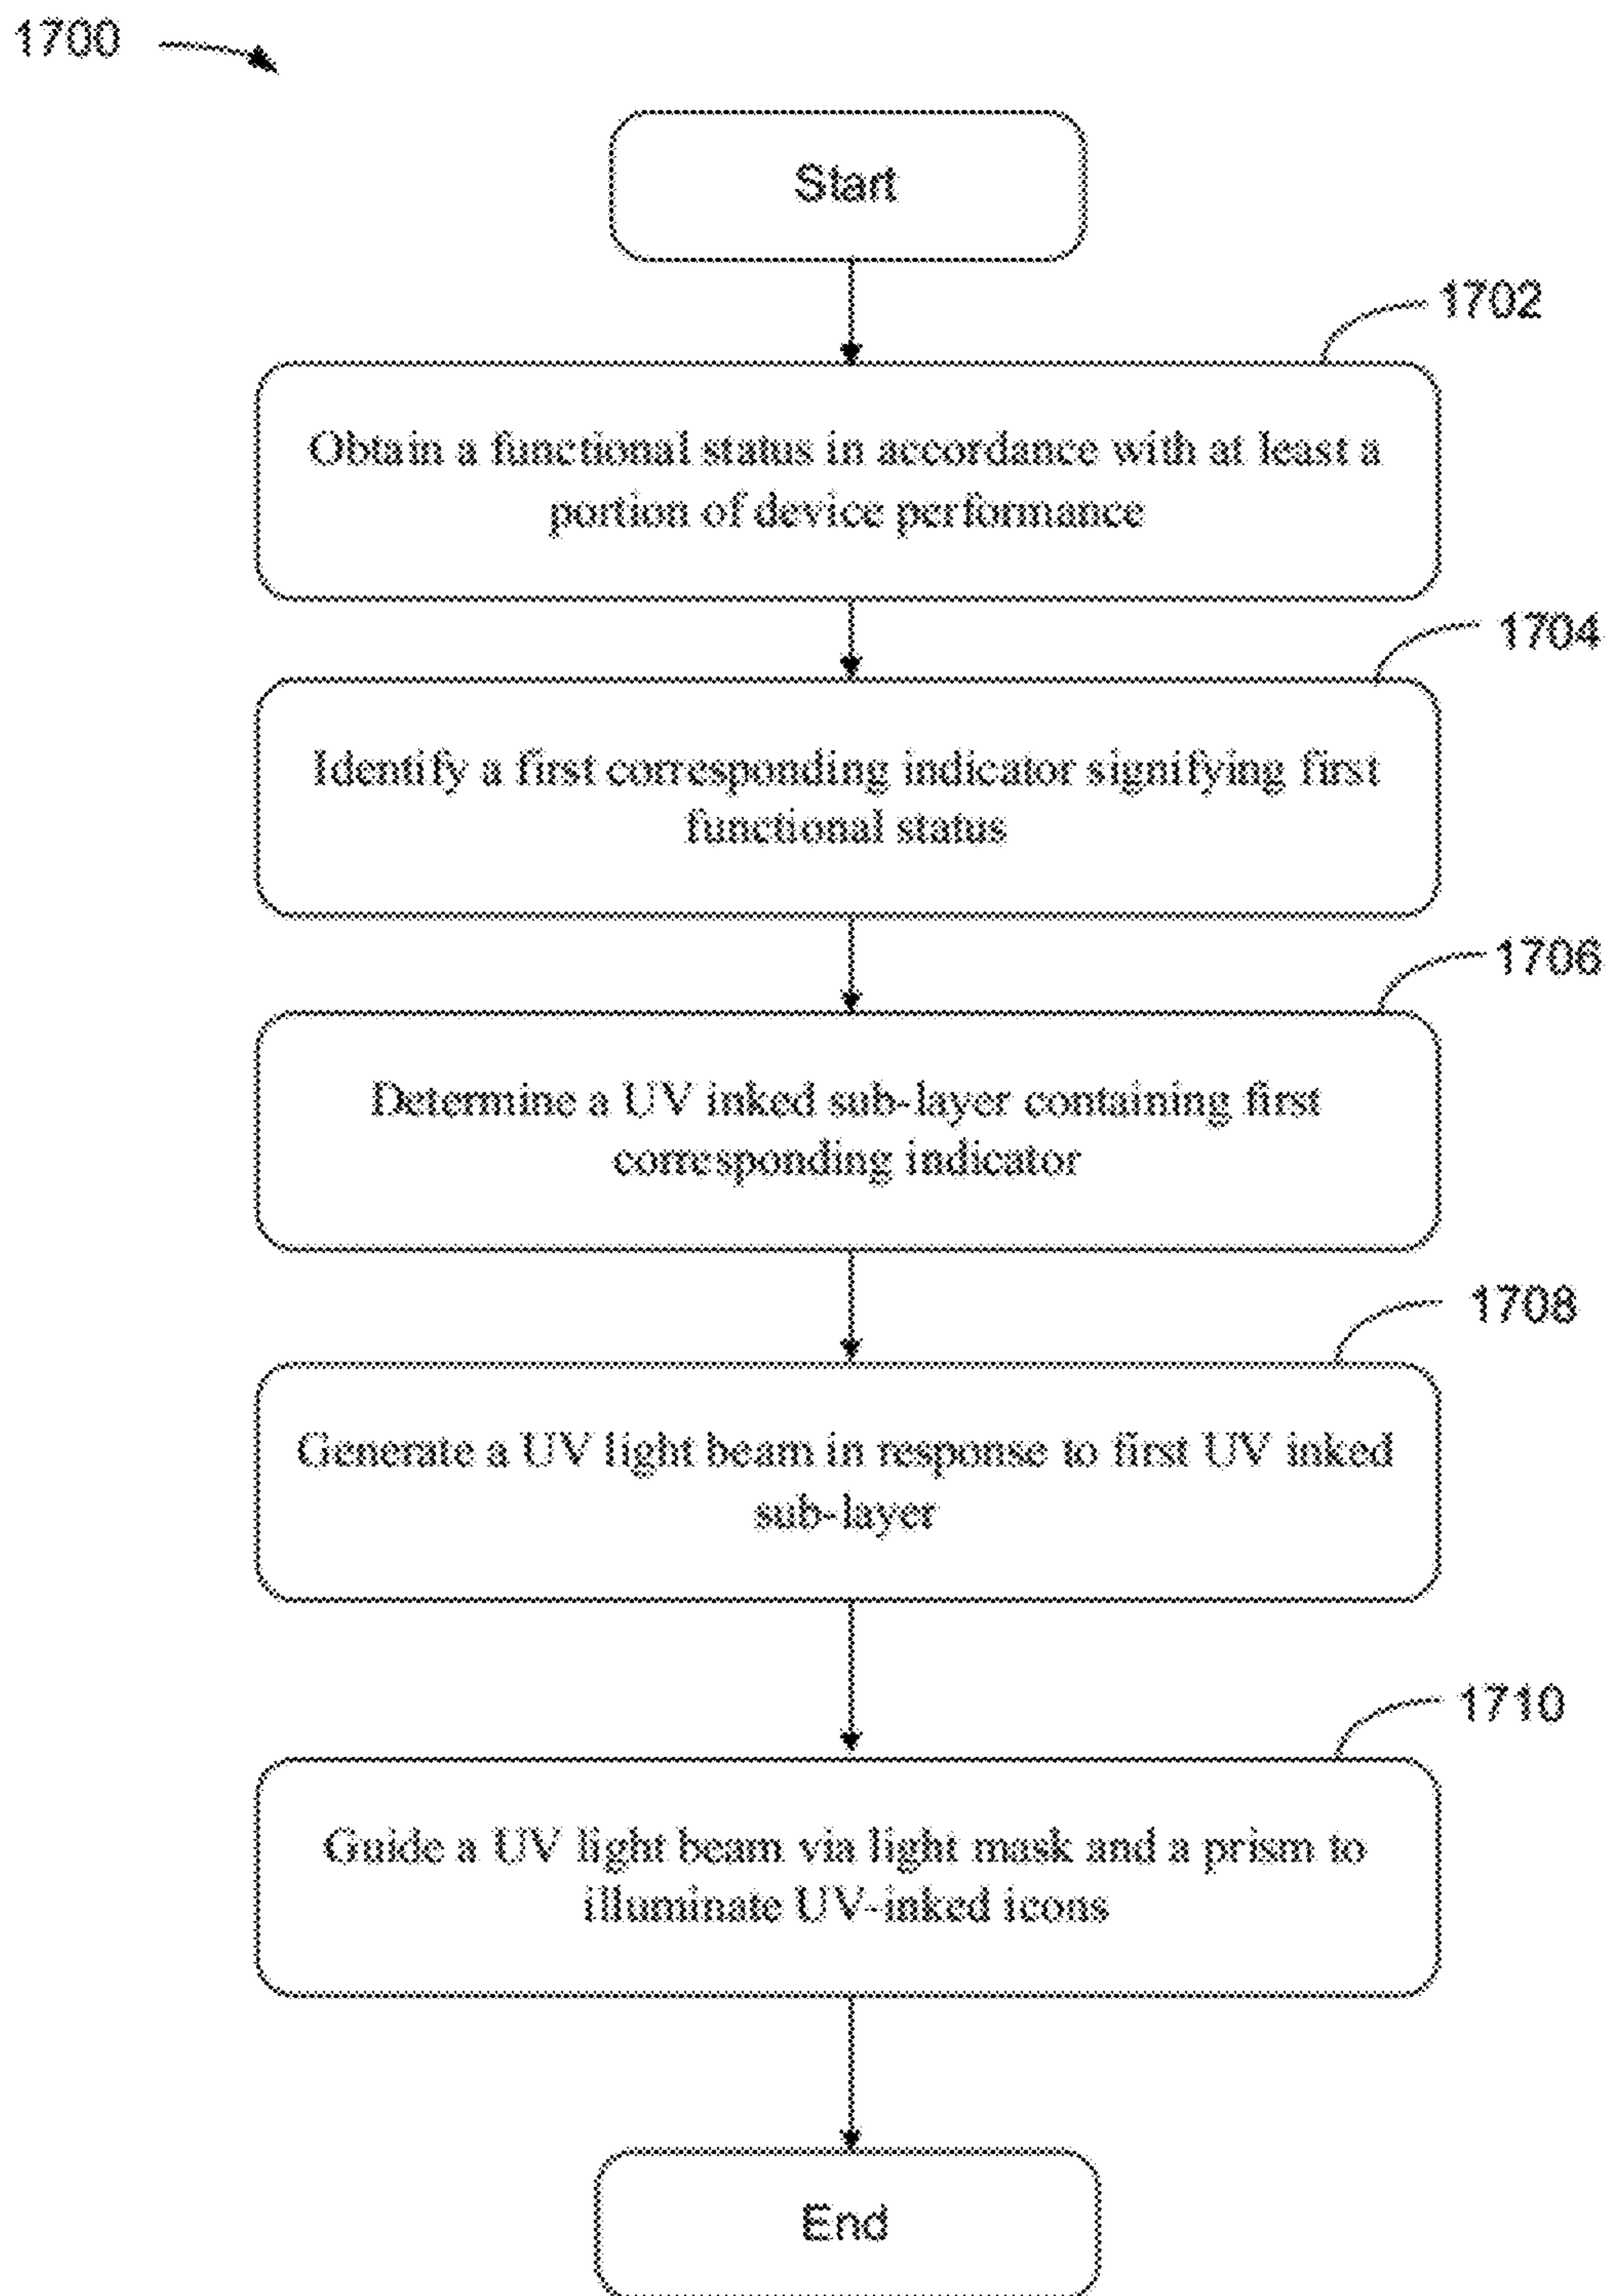 1700
Start
1702
Obtain a functional status in accordance with at least a
portion of device performance
1704
Identify a first corresponding indicator signifying first
functional status
1706
Determine a UV inked sub-layer containing first
corresponding indicator
1708
Generate a UV light beam in response to first UV inked
sub-layer
1710
Guide a UV light beam via light mask and a prism to
illuminate UV-inked icons
End